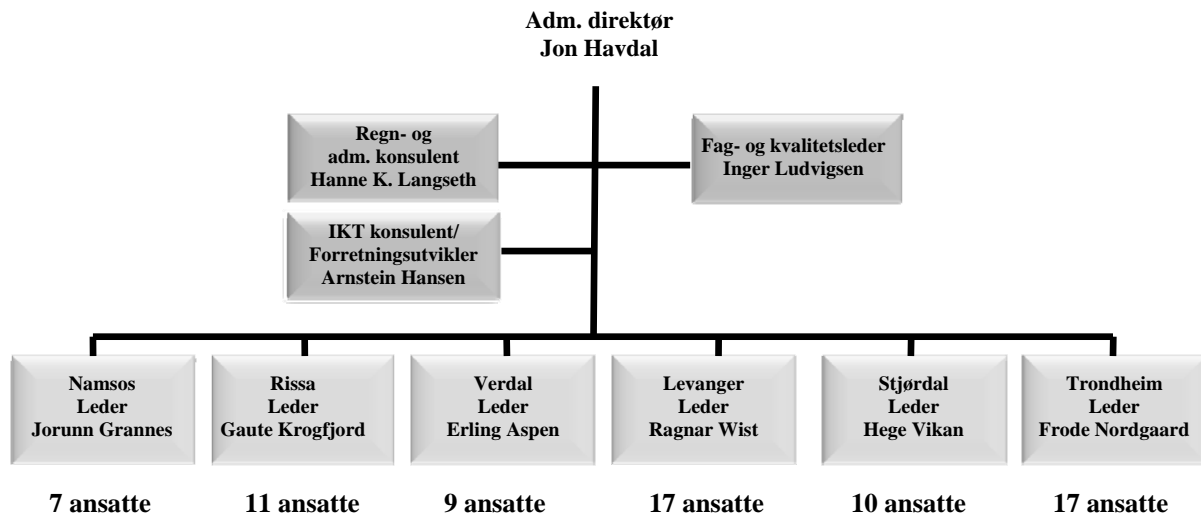 Adm. direktør
Jon Havdal
Regn- og
adm. konsulent
Hanne K. Langseth
Fag- og kvalitetsleder
Inger Ludvigsen
IKT konsulent/
Forretningsutvikler
Arnstein Hansen
Namsos
Leder
Jorunn Grannes
Rissa
Leder
Gaute Krogfjord
Verdal
Leder
Erling Aspen
Levanger
Leder
Ragnar Wist
Stjørdal
Leder
Hege Vikan
Trondheim
Leder
Frode Nordgaard
7 ansatte
11 ansatte
9 ansatte
17 ansatte
10 ansatte
17 ansatte